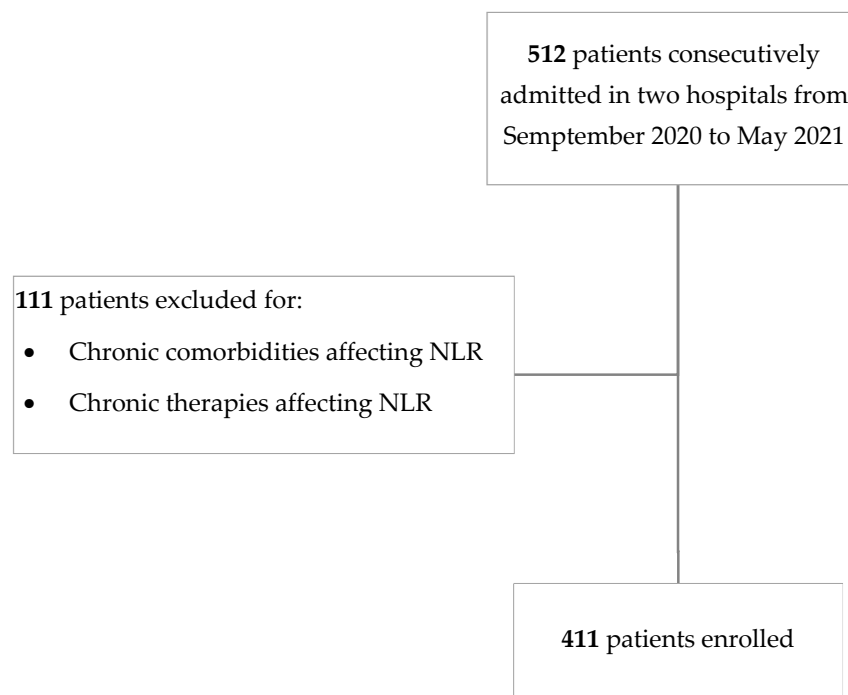 512 patients consecutively
admitted in two hospitals from
Semptember 2020 to May 2021
111 patients excluded for:
• Chronic comorbidities affecting NLR
• Chronic therapies affecting NLR
411 patients enrolled